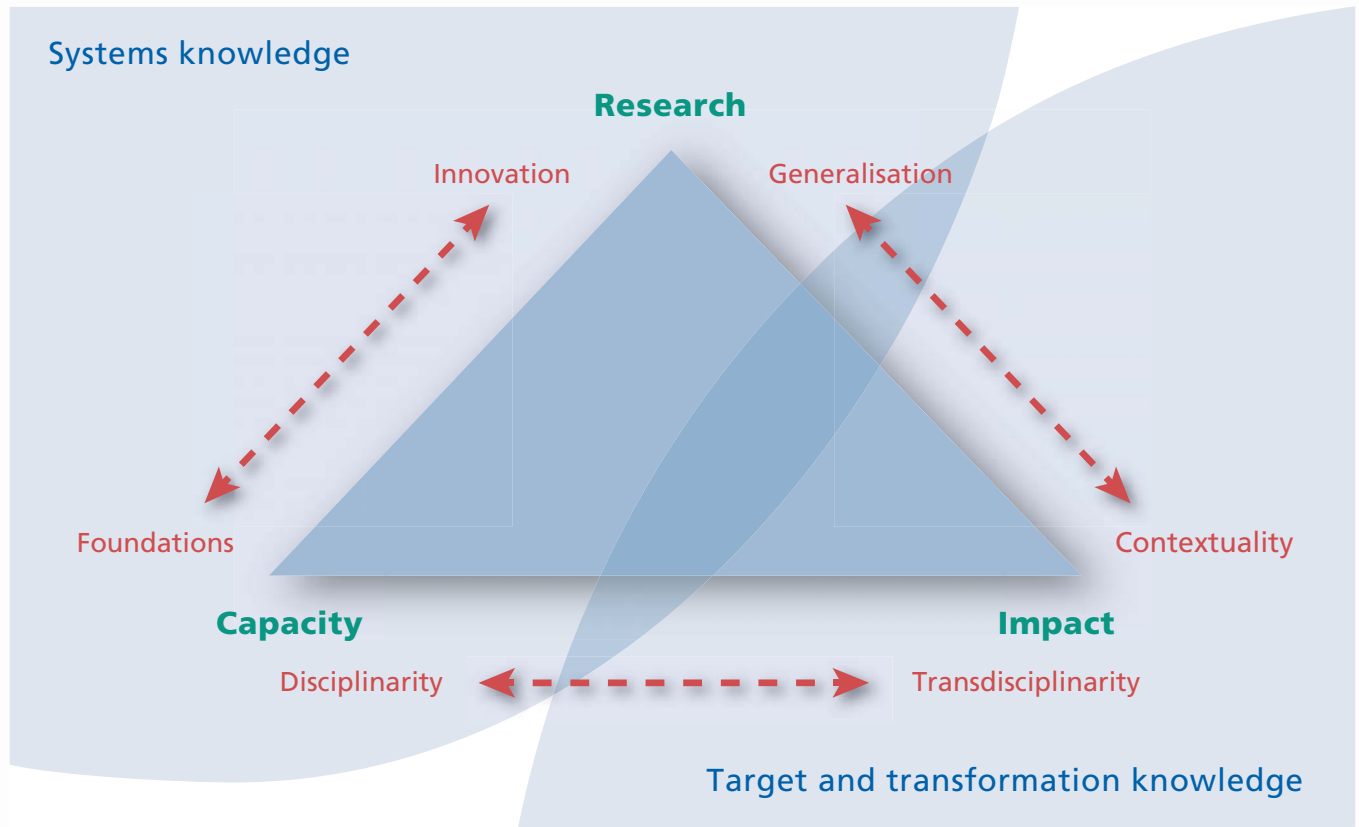 Systems knowledge
Research
Innovation
Generalisation
Foundations
Contextuality
Capacity
Impact
Disciplinarity
Transdisciplinarity
Target and transformation knowledge